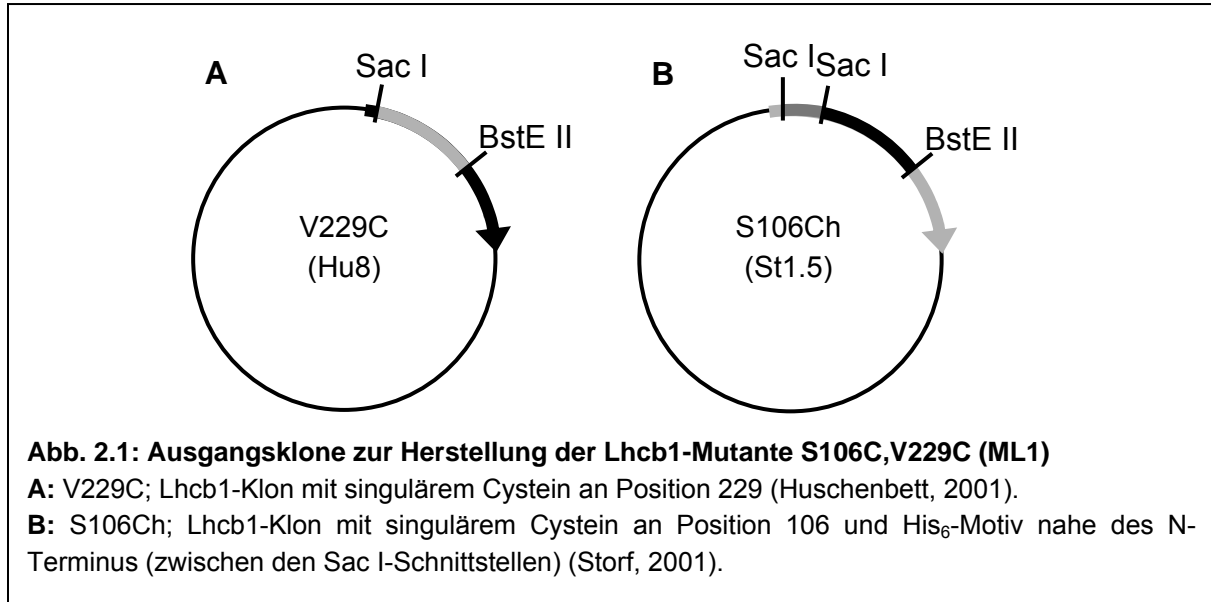 A
Sac I
BstE II
V229C
(Hu8)
B
Sac I
Sac I
BstE II
S106Ch
(St1.5)
Abb. 2.1: Ausgangsklone zur Herstellung der Lhcb1-Mutante S106C,V229C (ML1)
A: V229C; Lhcb1-Klon mit singulärem Cystein an Position 229 (Huschenbett, 2001).
B: S106Ch; Lhcb1-Klon mit singulärem Cystein an Position 106 und His₆-Motiv nahe des N-
Terminus (zwischen den Sac I-Schnittstellen) (Storf, 2001).